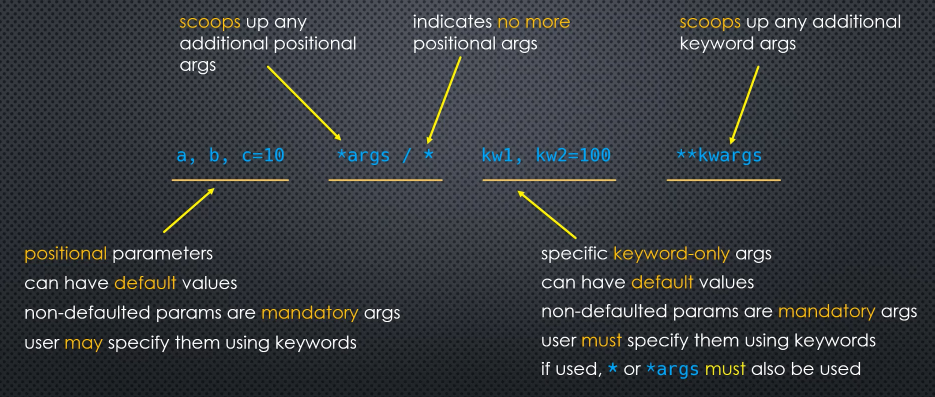 scoops up any
additional positional
args
indicates no more
positional args
scoops up any additional
keyword args
a, b, c=10
*args / *
kw1, kw2=100
**kwargs
positional parameters
can have default values
non-defaulted params are mandatory args
user may specify them using keywords
specific keyword-only args
can have default values
non-defaulted params are mandatory args
user must specify them using keywords
if used, * or *args must also be used